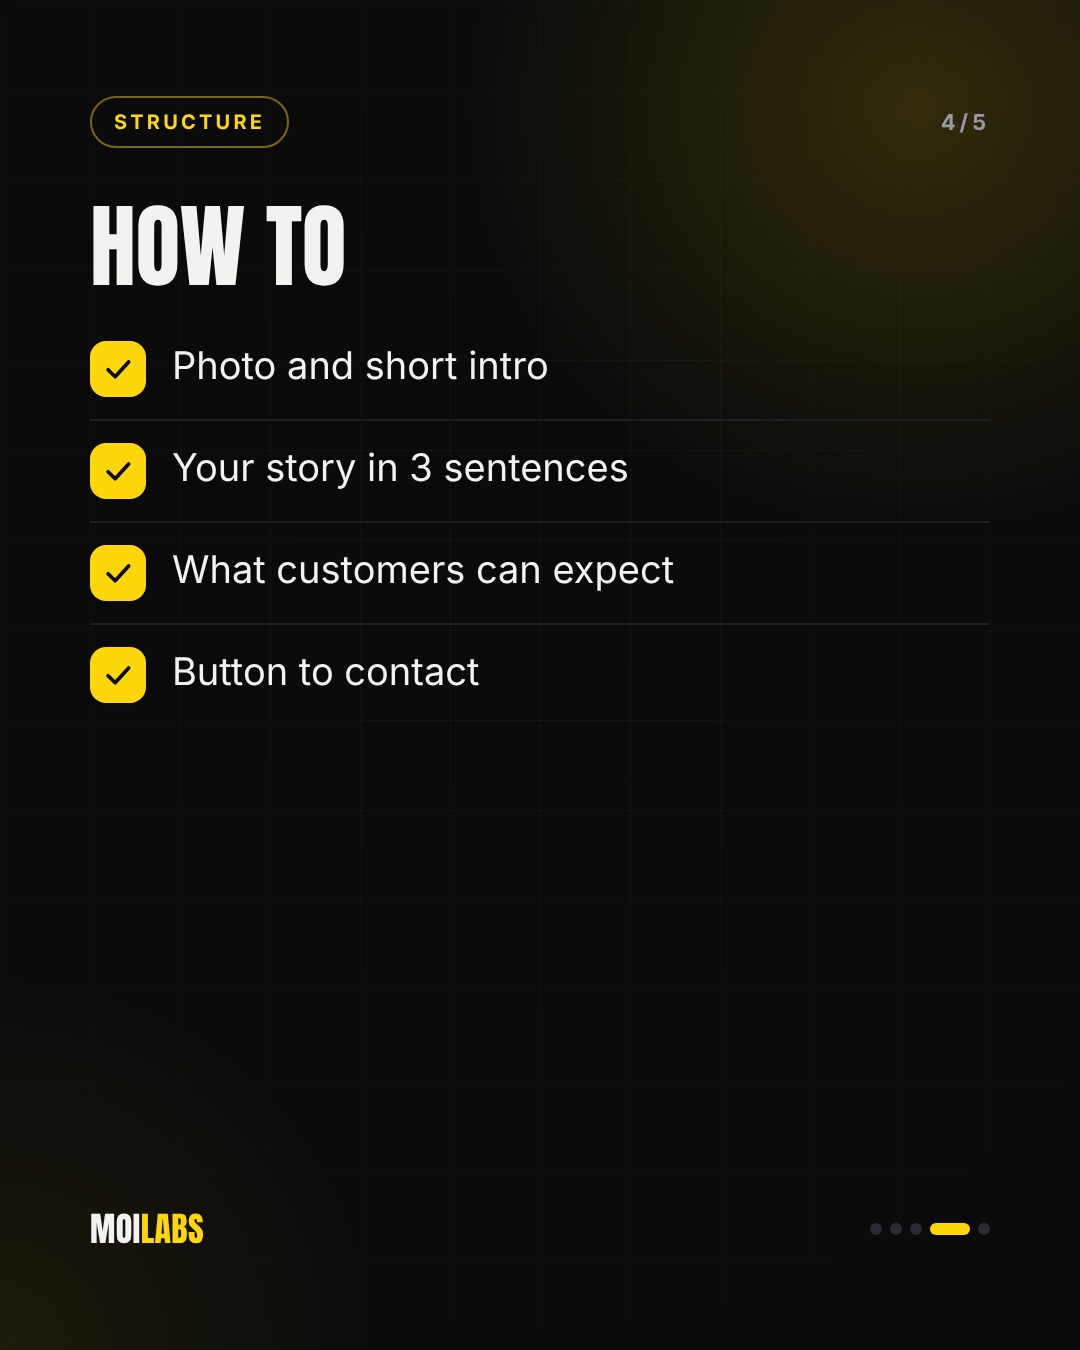 STRUCTURE
4/5
HOW TO
Photo and short intro
Your story in 3 sentences
What customers can expect
Button to contact
MOILABS